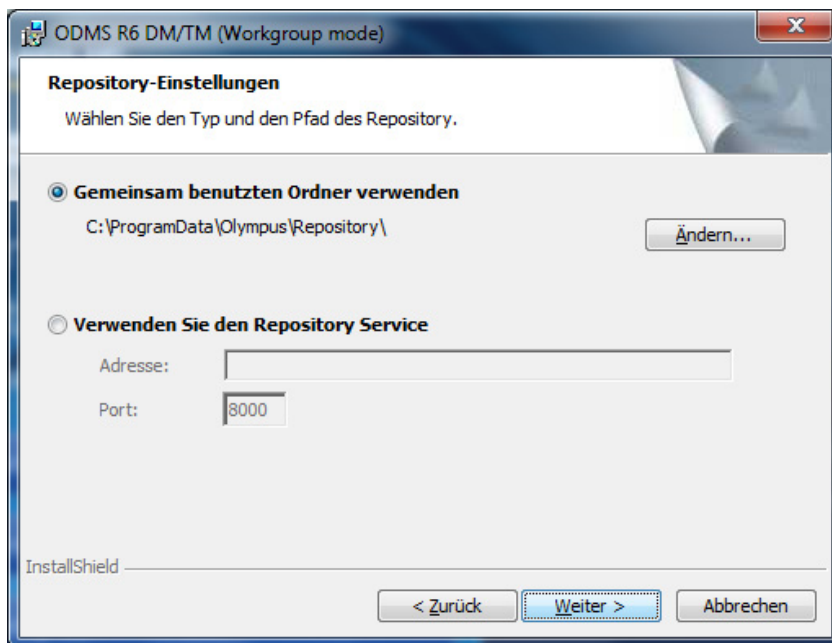 ODMS R6 DM/TM (Workgroup mode)
Repository-Einstellungen
Wählen Sie den Typ und den Pfad des Repository.
Gemeinsam benutzten Ordner verwenden
C:\ProgramData\Olympus\Repository\
Ändern...
Verwenden Sie den Repository Service
Adresse:
Port:
8000
InstallShield
< Zurück
Weiter >
Abbrechen